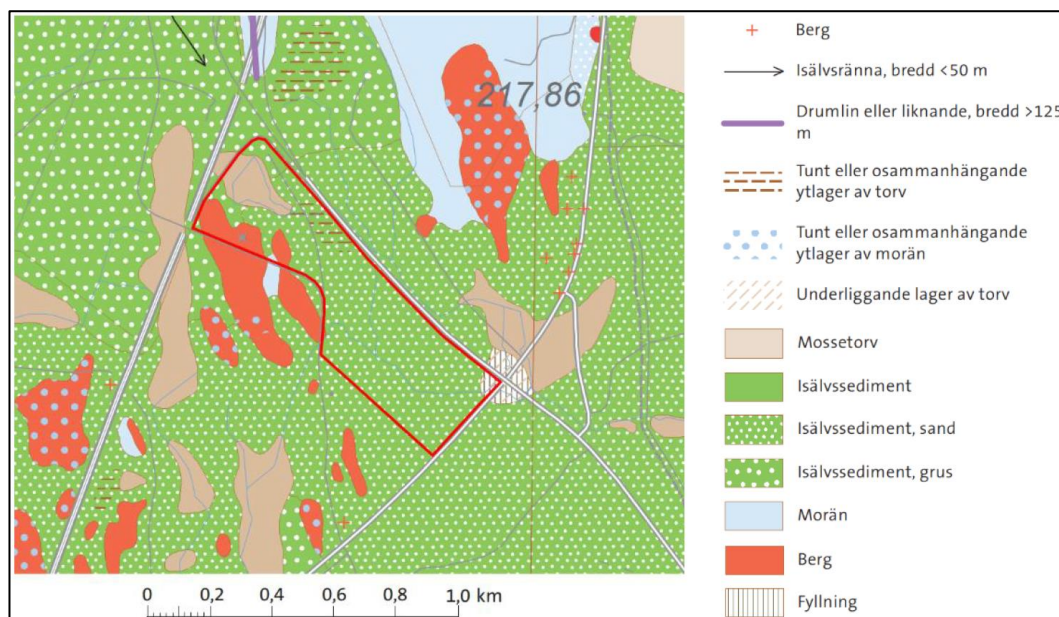 217,86
0 0,2 0,4 0,6 0,8 1,0 km
Berg
Isälvsränna, bredd <50 m
Drumlin eller liknande, bredd >125
m
Tunt eller osammanhängande
ytlager av torv
Tunt eller osammanhängande
ytlager av morän
Underliggande lager av torv
Mossetorv
Isälvssediment
Isälvssediment, sand
Isälvssediment, grus
Morän
Berg
Fyllning